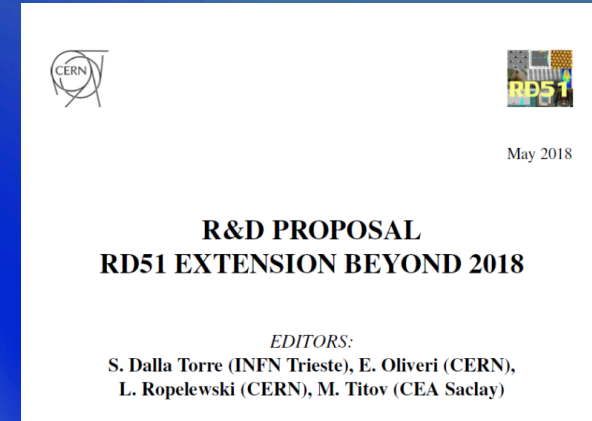 CERN
RD51
May 2018
R&D PROPOSAL
RD51 EXTENSION BEYOND 2018
EDITORS:
S. Dalla Torre (INFN Trieste), E. Oliveri (CERN),
L. Ropelewski (CERN), M. Titov (CEA Saclay)